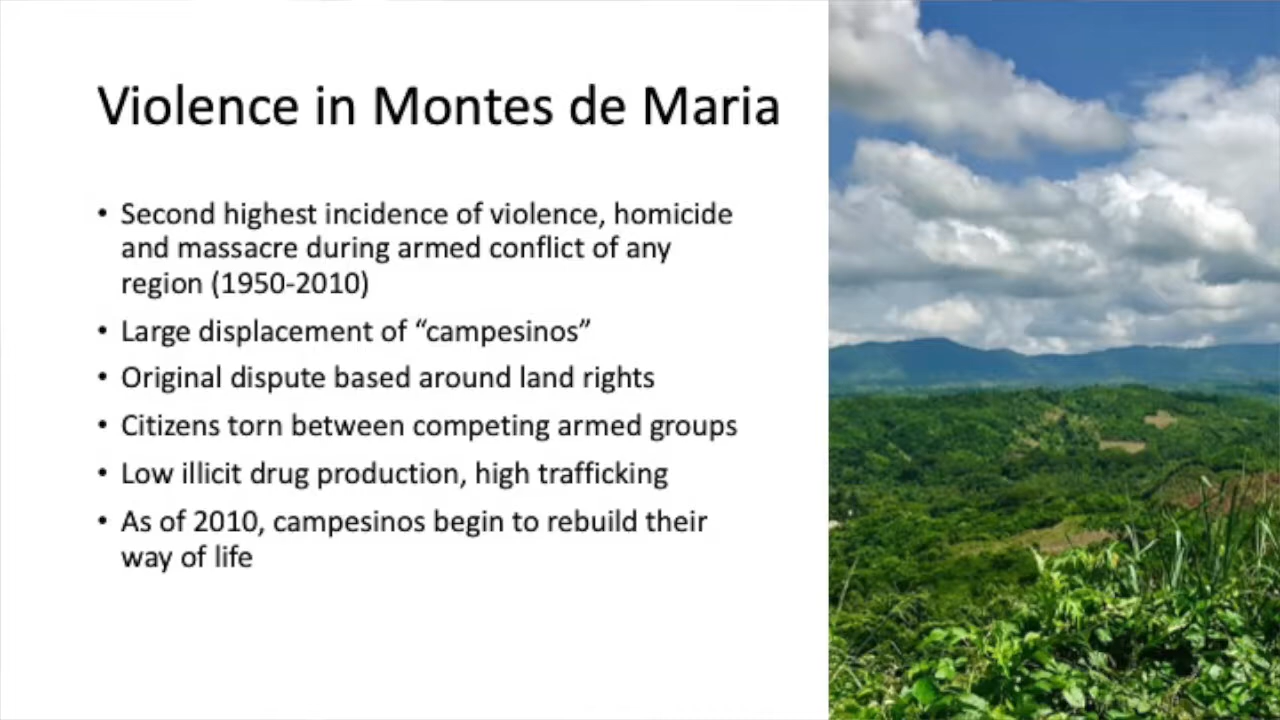 Violence in Montes de Maria
• Second highest incidence of violence, homicide
and massacre during armed conflict of any
region (1950-2010)
• Large displacement of “campesinos”
• Original dispute based around land rights
• Citizens torn between competing armed groups
• Low illicit drug production, high trafficking
• As of 2010, campesinos begin to rebuild their
way of life